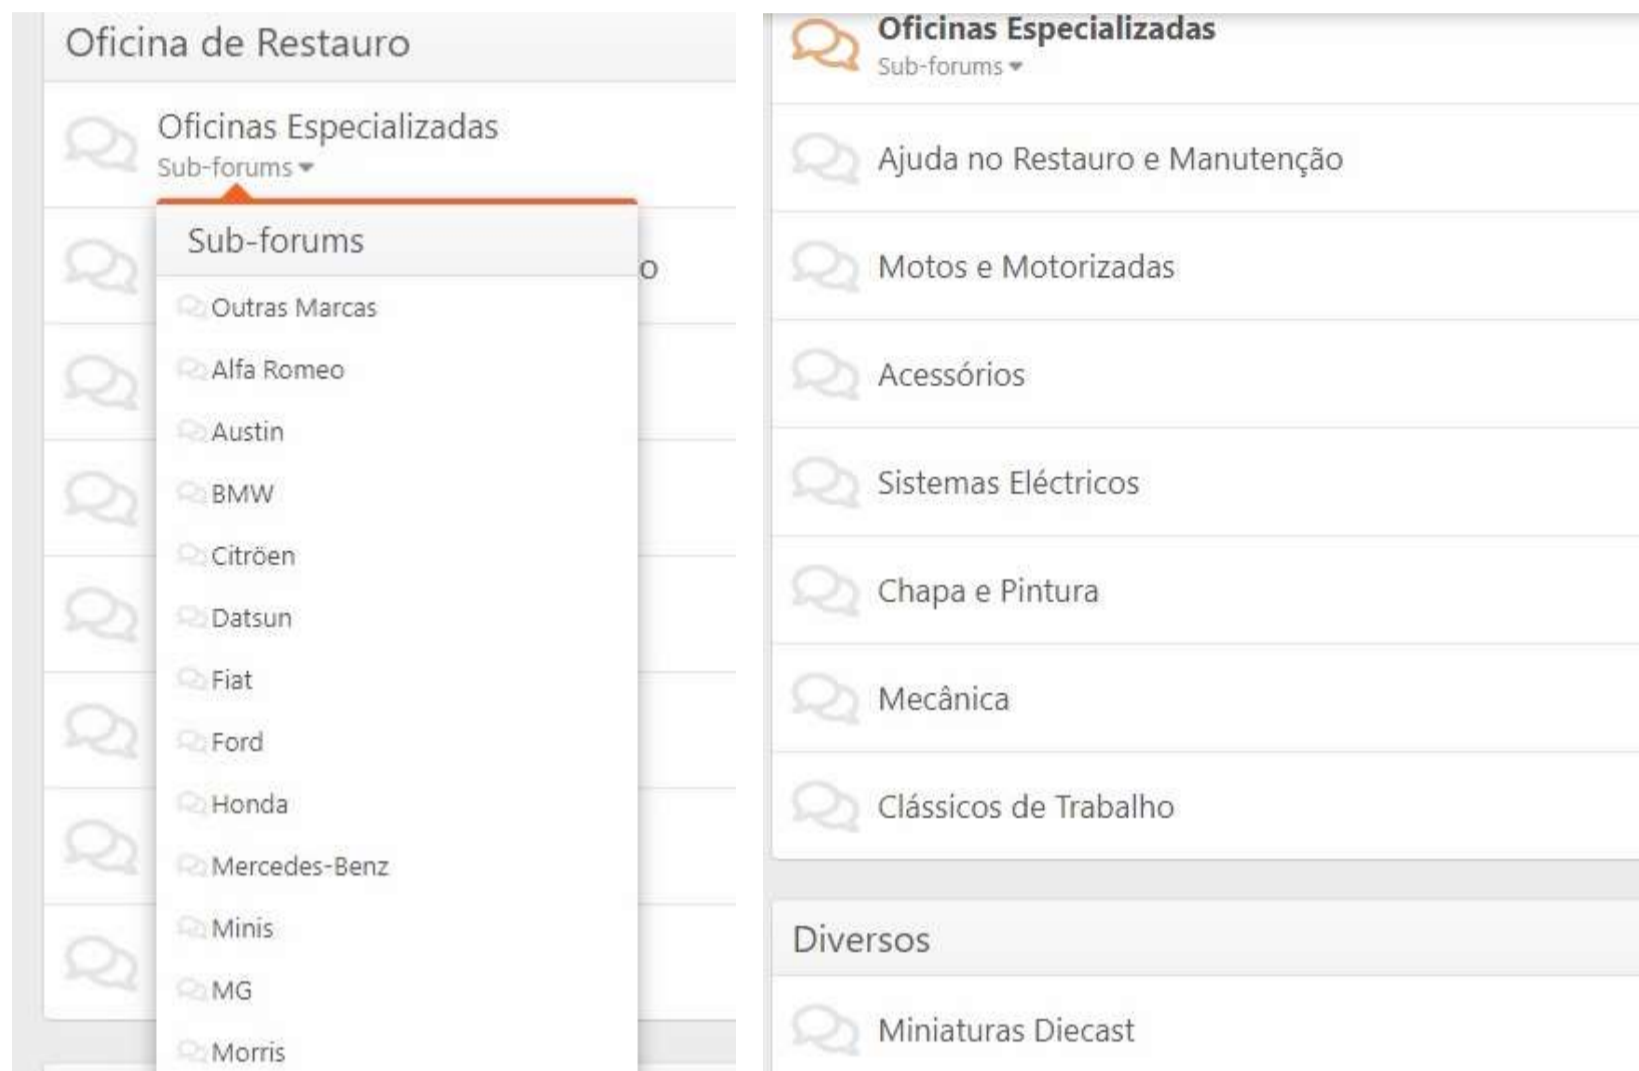 Oficina de Restauro
Oficinas Especializadas
Sub-forums
Sub-forums
o
Outras Marcas
Alfa Romeo
Austin
BMW
Citröen
Datsun
Fiat
Ford
Honda
Mercedes-Benz
Minis
MG
Morris
Oficinas Especializadas
Sub-forums
Ajuda no Restauro e Manutenção
Motos e Motorizadas
Acessórios
Sistemas Eléctricos
Chapa e Pintura
Mecânica
Clássicos de Trabalho
Diversos
Miniaturas Diecast